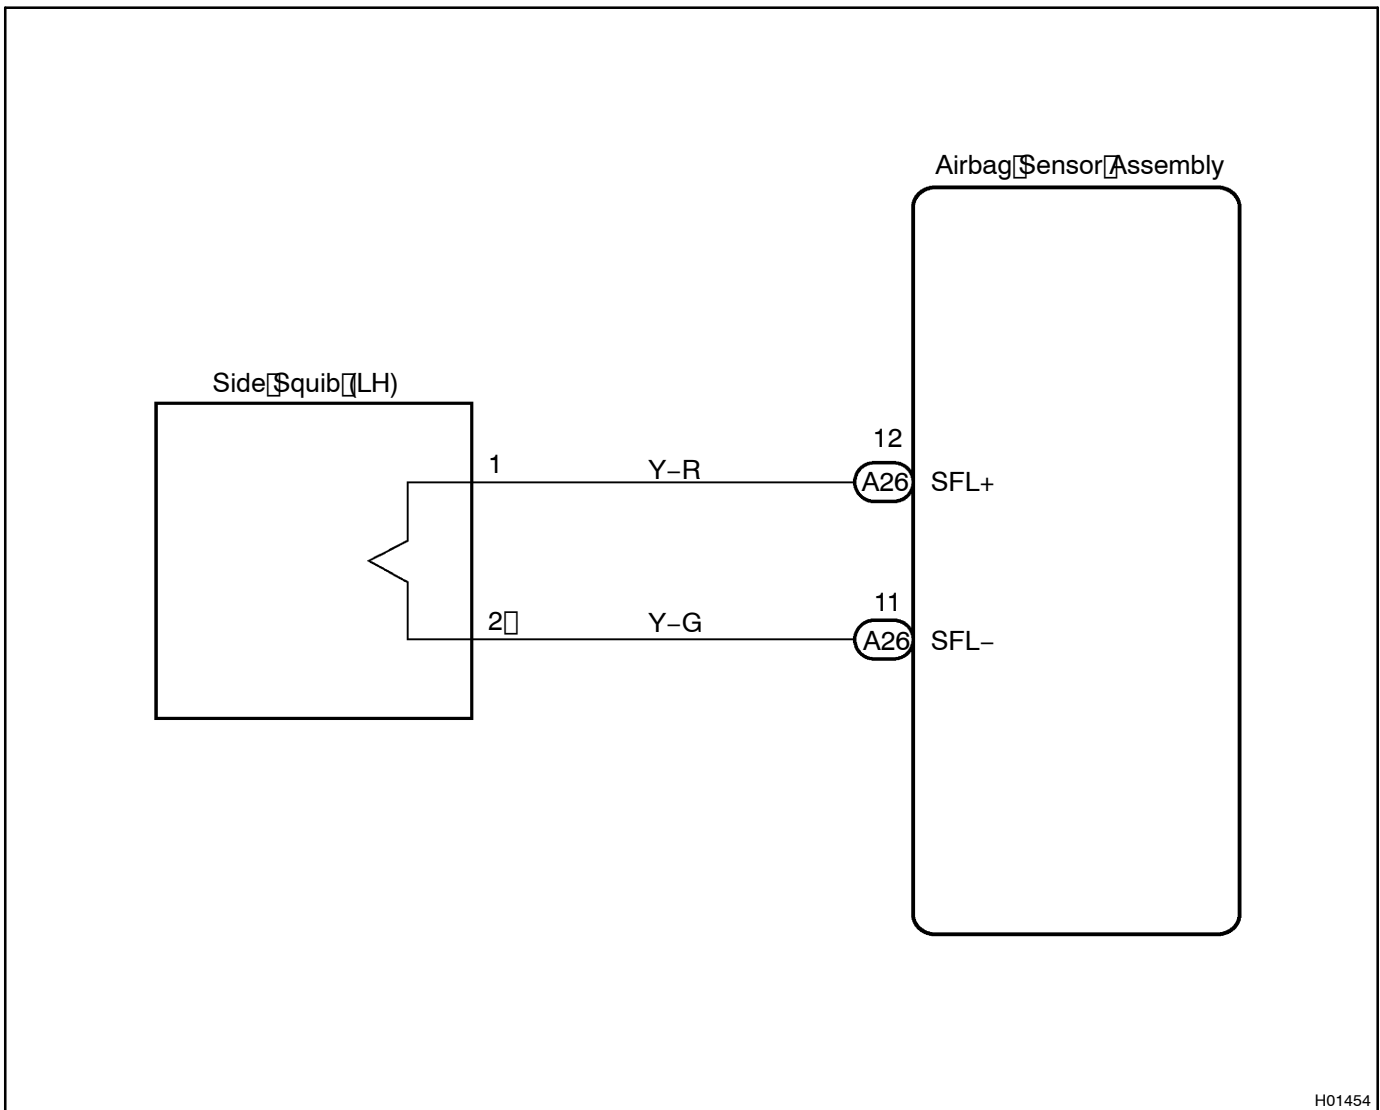 Airbag Sensor Assembly
Side Squib (LH)
12
1
Y–R
A26
SFL+
11
2
Y–G
A26
SFL–
H01454